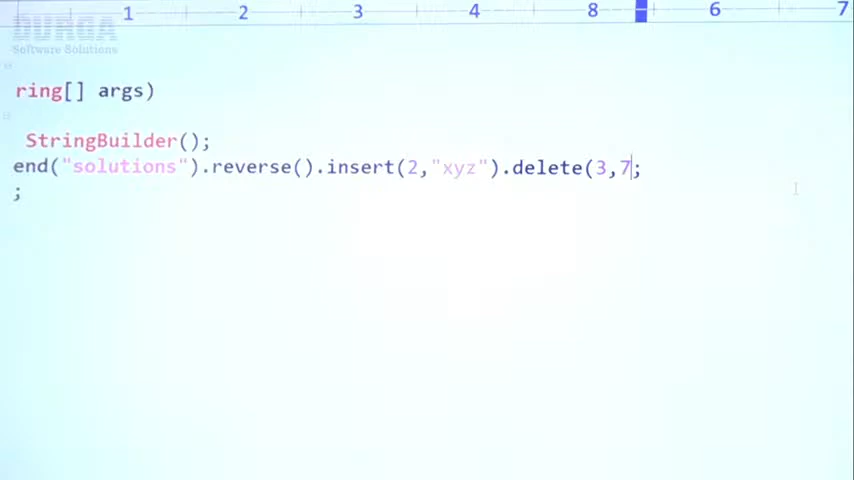 1 2 3 4 8 6 7
DURGA
Software Solutions
ring[] args)
StringBuilder();
end("solutions").reverse().insert(2,"xyz").delete(3,7;
;